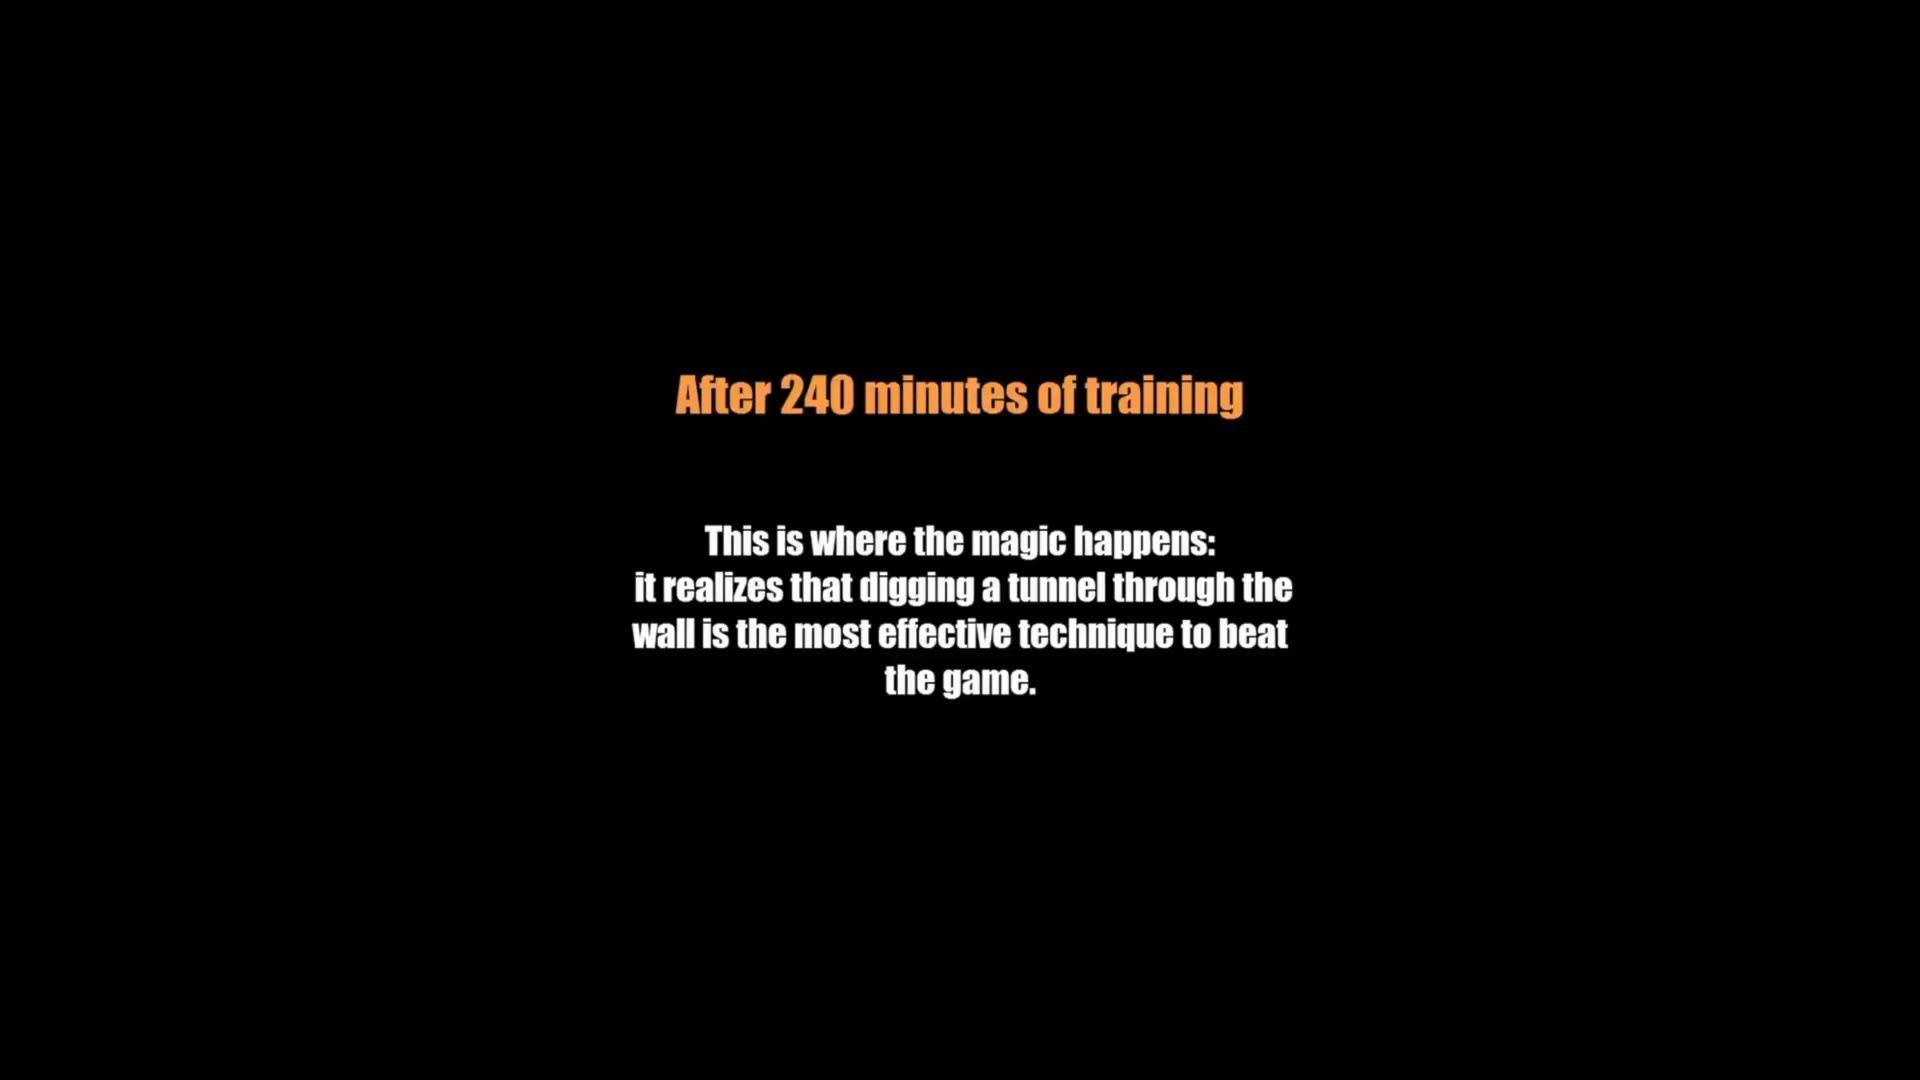 After 240 minutes of training
This is where the magic happens:
it realizes that digging a tunnel through the
wall is the most effective technique to beat
the game.